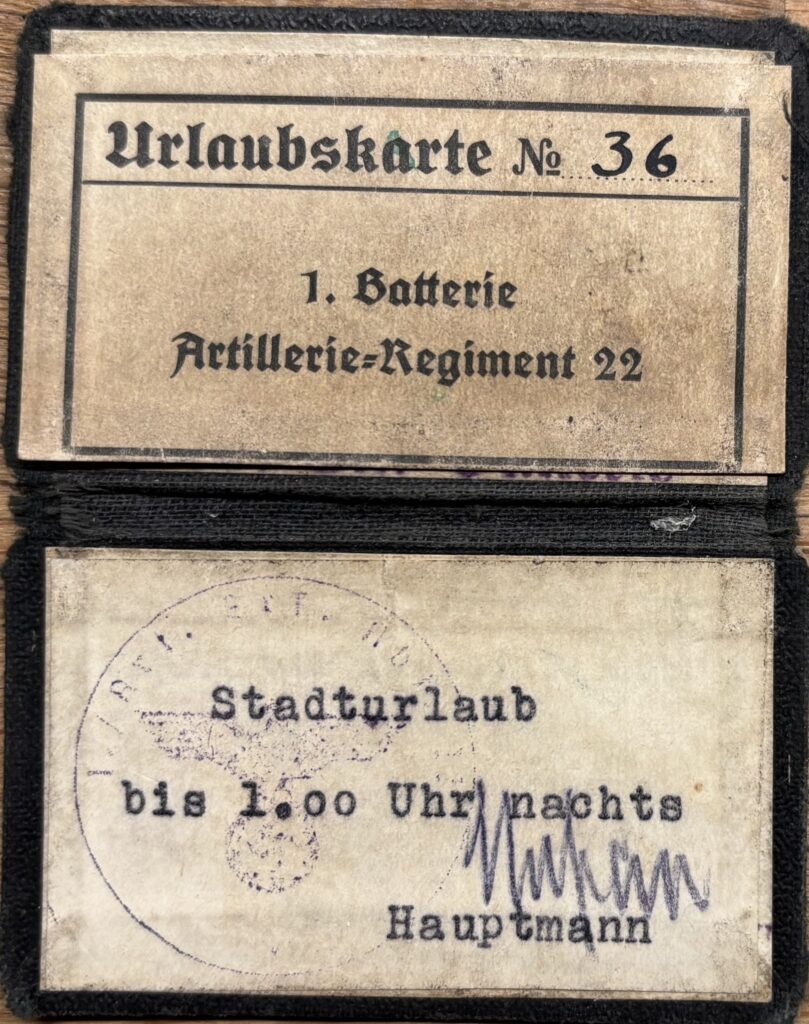 Urlaubskarte № 36
1. Batterie
Artillerie=Regiment 22
Stadturlaub
bis 1.00 Uhr nachts
Hauptmann